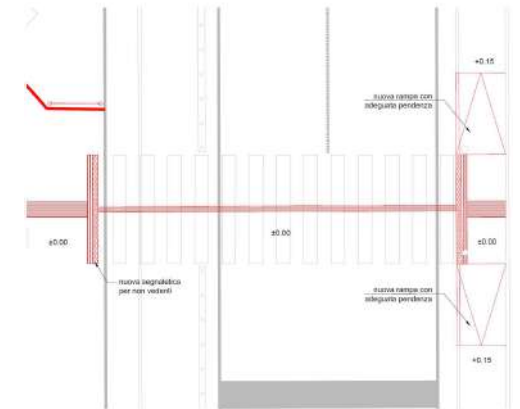 +0.15
nuova rampa con
adeguata pendenza
±0.00
±0.00
±0.00
nuova segnaletica
per non vedenti
nuova rampa con
adeguata pendenza
+0.15